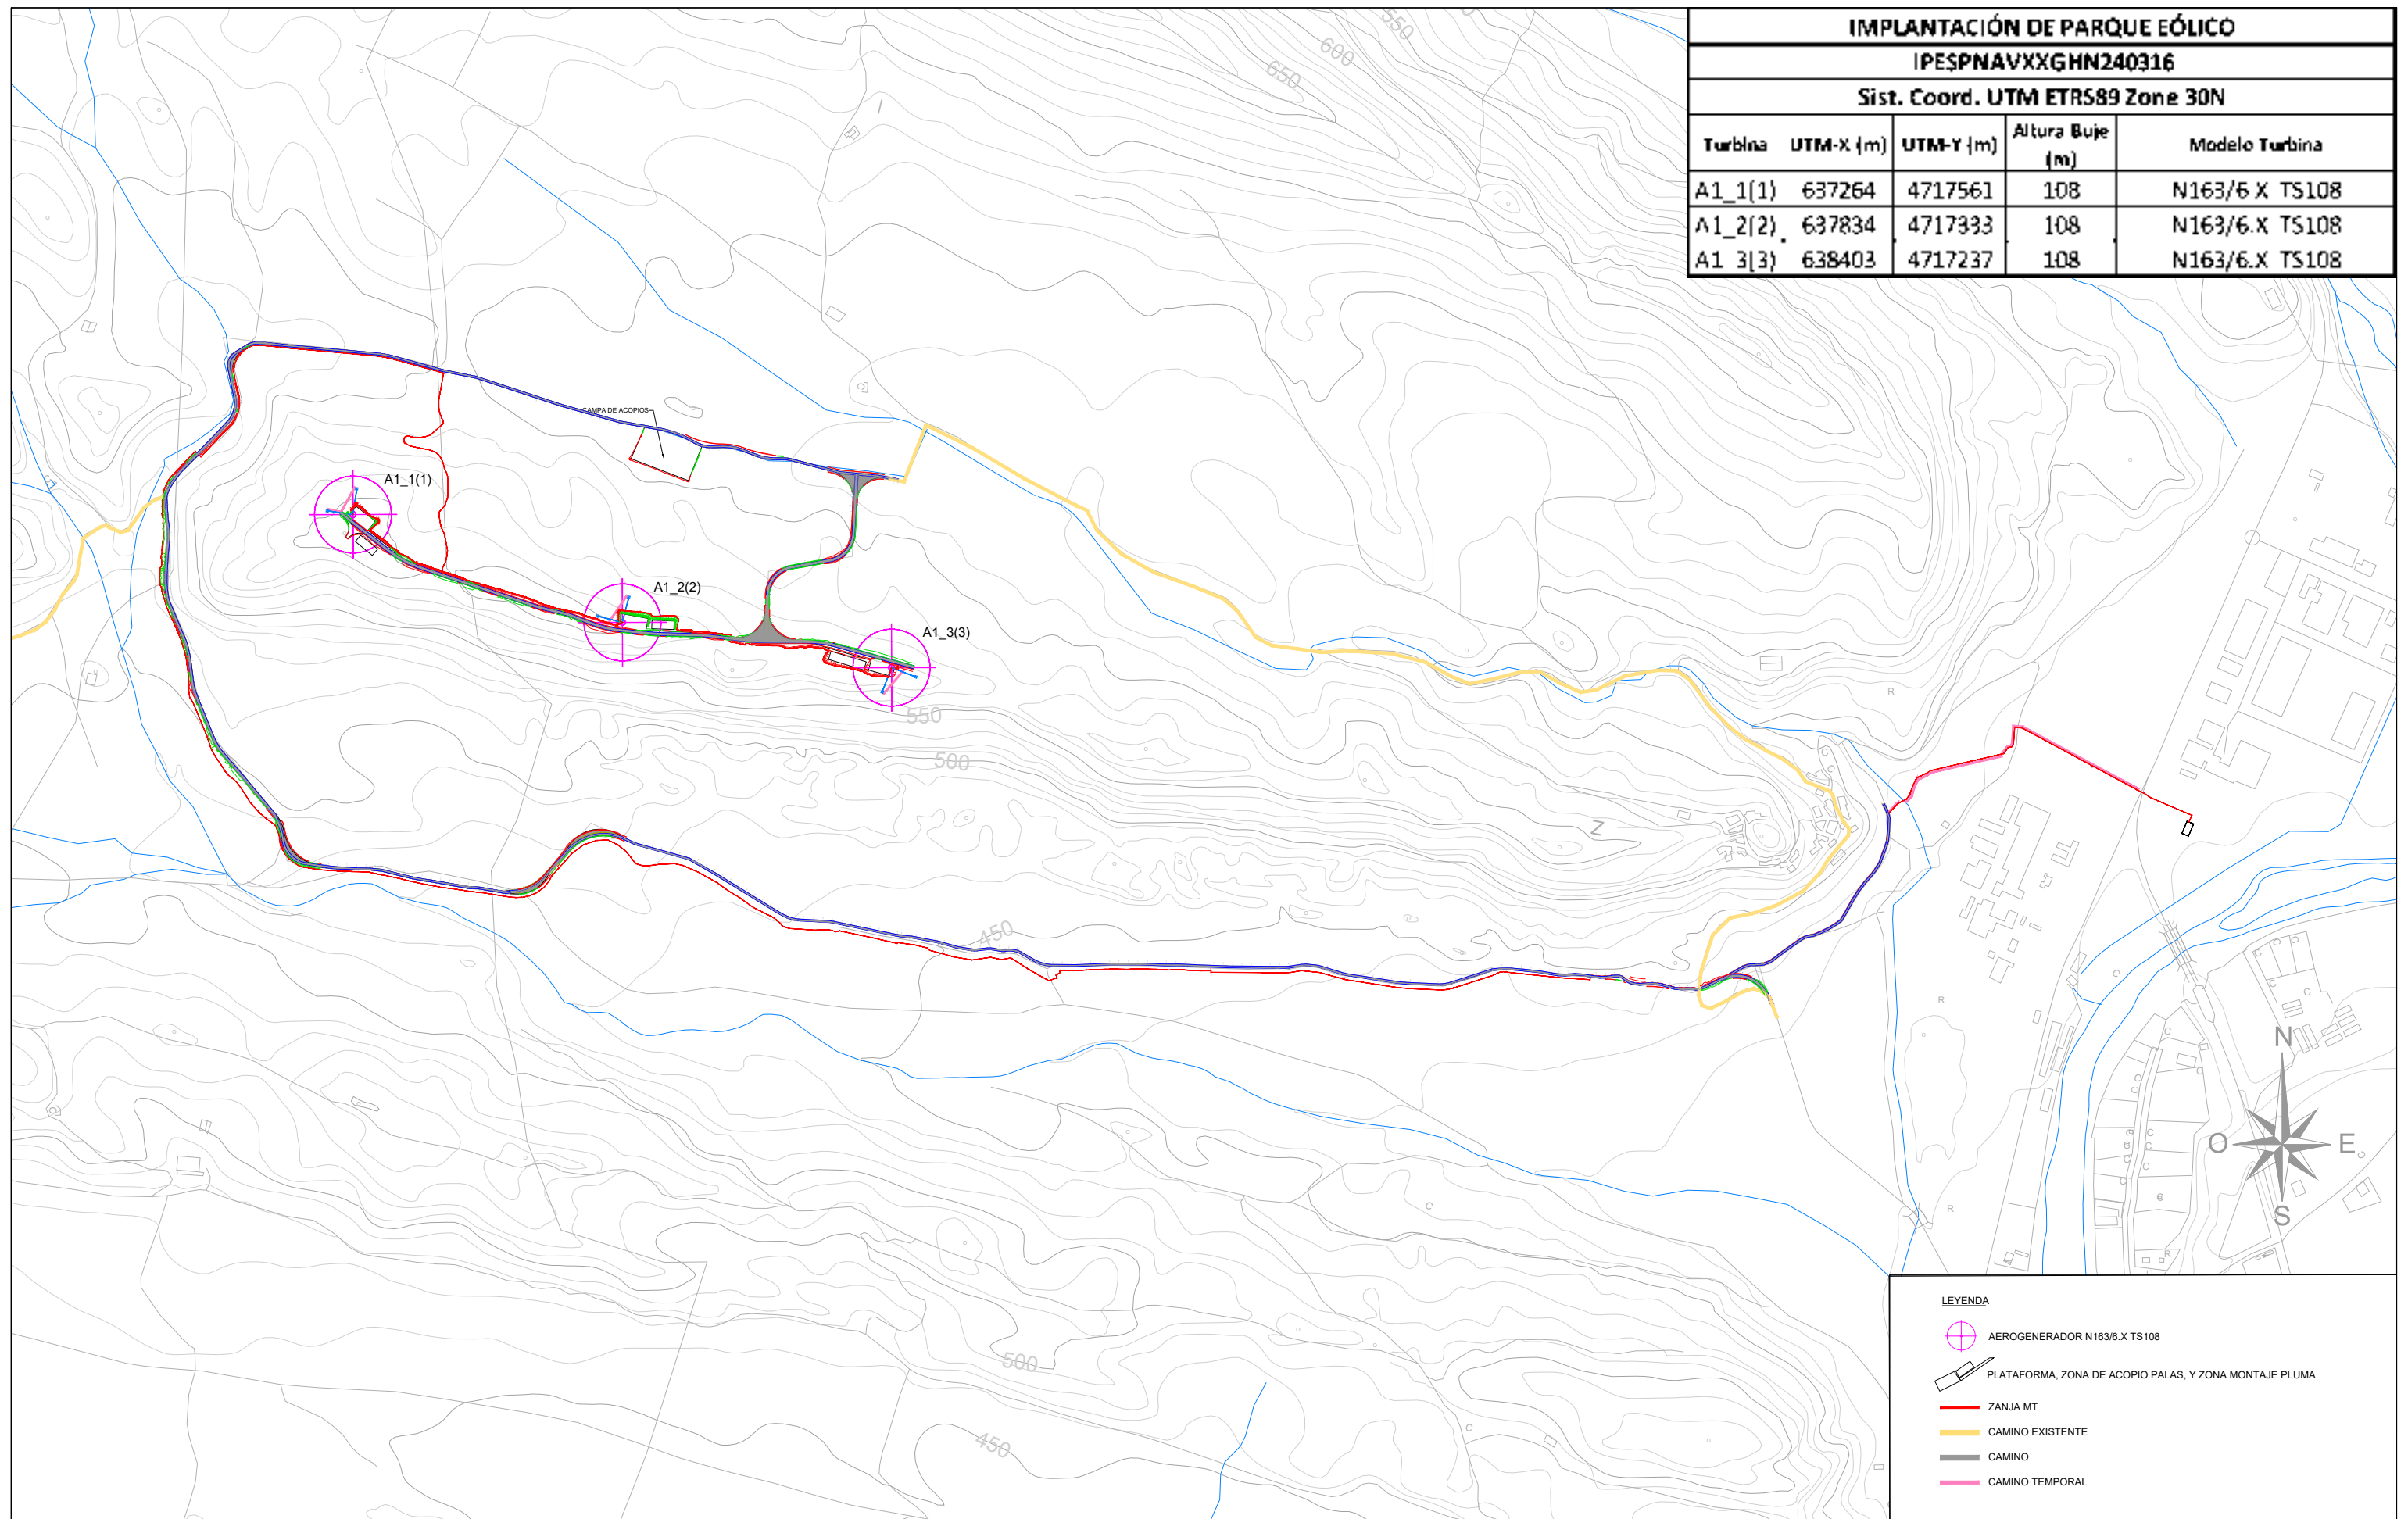 IMPLANTACIÓN DE PARQUE EÓLICO
IPESPNAVXXGHN240316
Sist. Coord. UTM ETRS89 Zone 30N
Turbina UTM-X (m) UTM-Y (m) Altura Buje (m) Modelo Turbina
A1_1(1) 637264 4717561 108 N163/6.X TS108
A1_2(2) 637834 4717333 108 N163/6.X TS108
A1_3(3) 638403 4717237 108 N163/6.X TS108
550
600
650
I
CAMPA DE ACOPIOS
A1_1(1)
A1_2(2)
A1_3(3)
550
500
Z
450
R
R
R
R
C
C
C
C
N
O
E
S
500
450
LEYENDA
AEROGENERADOR N163/6.X TS108
PLATAFORMA, ZONA DE ACOPIO PALAS, Y ZONA MONTAJE PLUMA
ZANJA MT
CAMINO EXISTENTE
CAMINO
CAMINO TEMPORAL